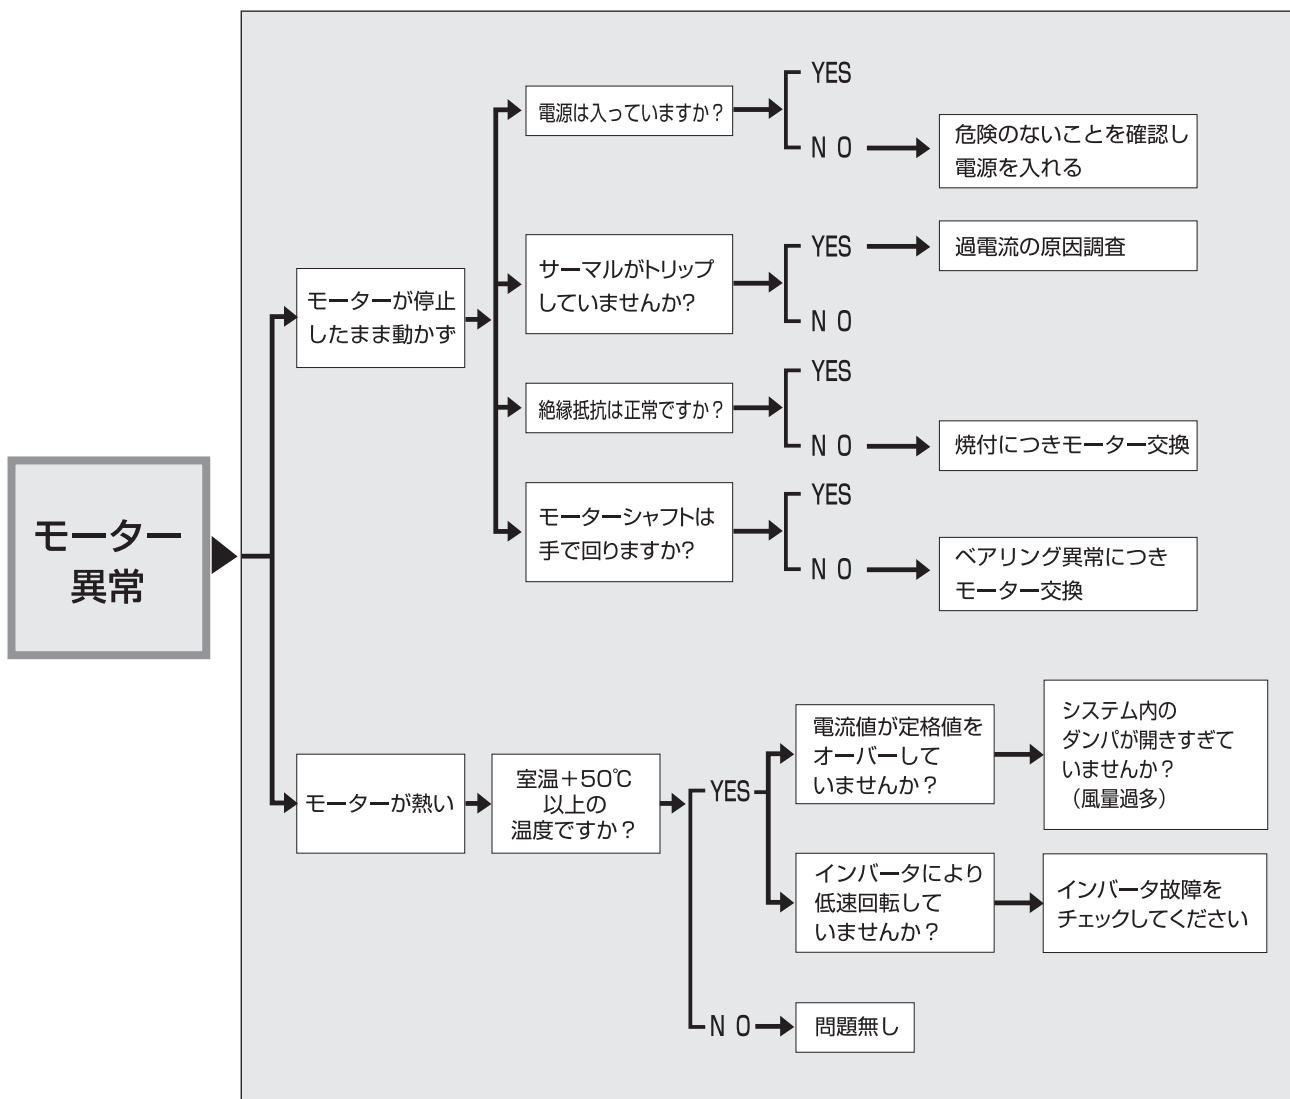 モーター
異常
モーターが停止
したまま動かず
電源は入っていますか？
YES
NO
危険のないことを確認し
電源を入れる
サーマルがトリップ
していませんか?
YES
過電流の原因調査
NO
絶縁抵抗は正常ですか？
YES
NO
焼付につきモーター交換
モーターシャフトは
手で回りますか?
YES
NO
ベアリング異常につき
モーター交換
モーターが熱い
室温＋50℃
以上の
温度ですか？
YES
電流値が定格値を
オーバーして
いませんか？
システム内の
ダンパが開きすぎて
いませんか？
（風量過多）
インバータにより
低速回転して
いませんか？
インバータ故障を
チェックしてください
NO
問題無し